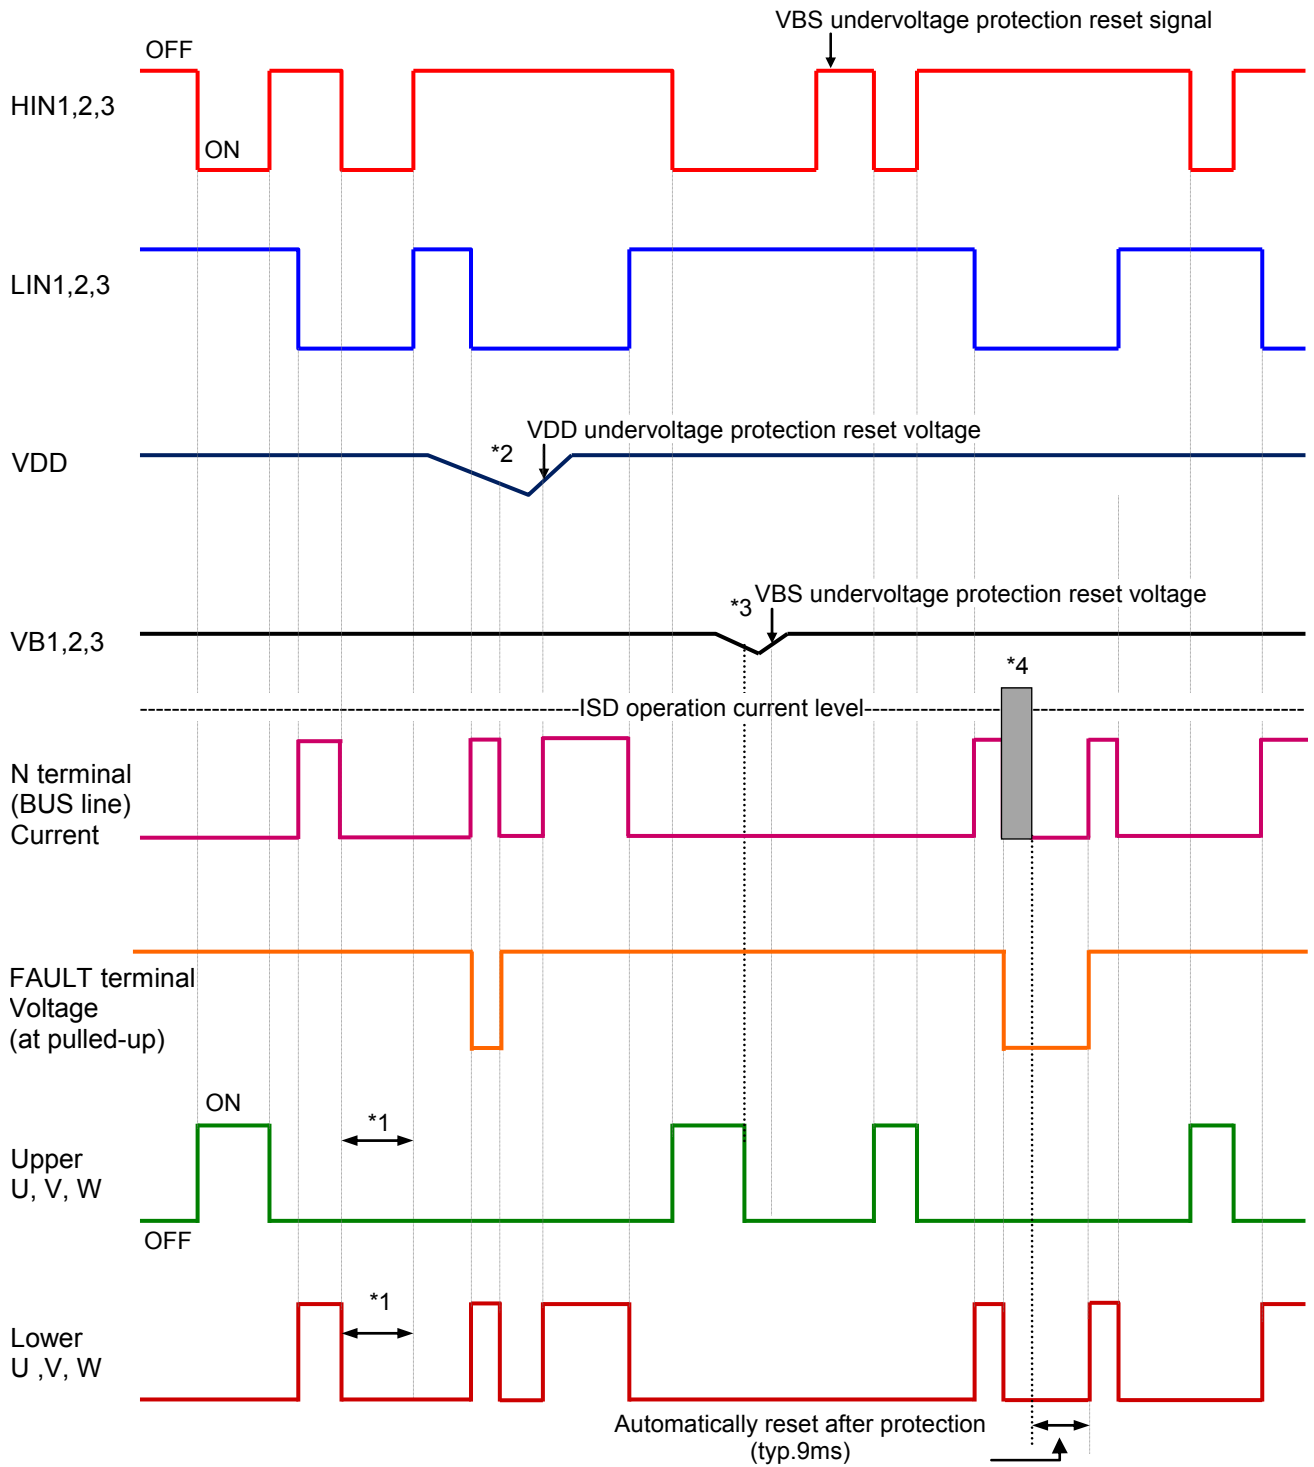 VBS undervoltage protection reset signal
OFF
HIN1,2,3
ON
LIN1,2,3
VDD undervoltage protection reset voltage
*2
VDD
VBS undervoltage protection reset voltage
*3
VB1,2,3
*4
ISD operation current level
N terminal
(BUS line)
Current
FAULT terminal
Voltage
(at pulled-up)
ON
*1
Upper
U, V, W
OFF
*1
Lower
U ,V, W
Automatically reset after protection
(typ.9ms)